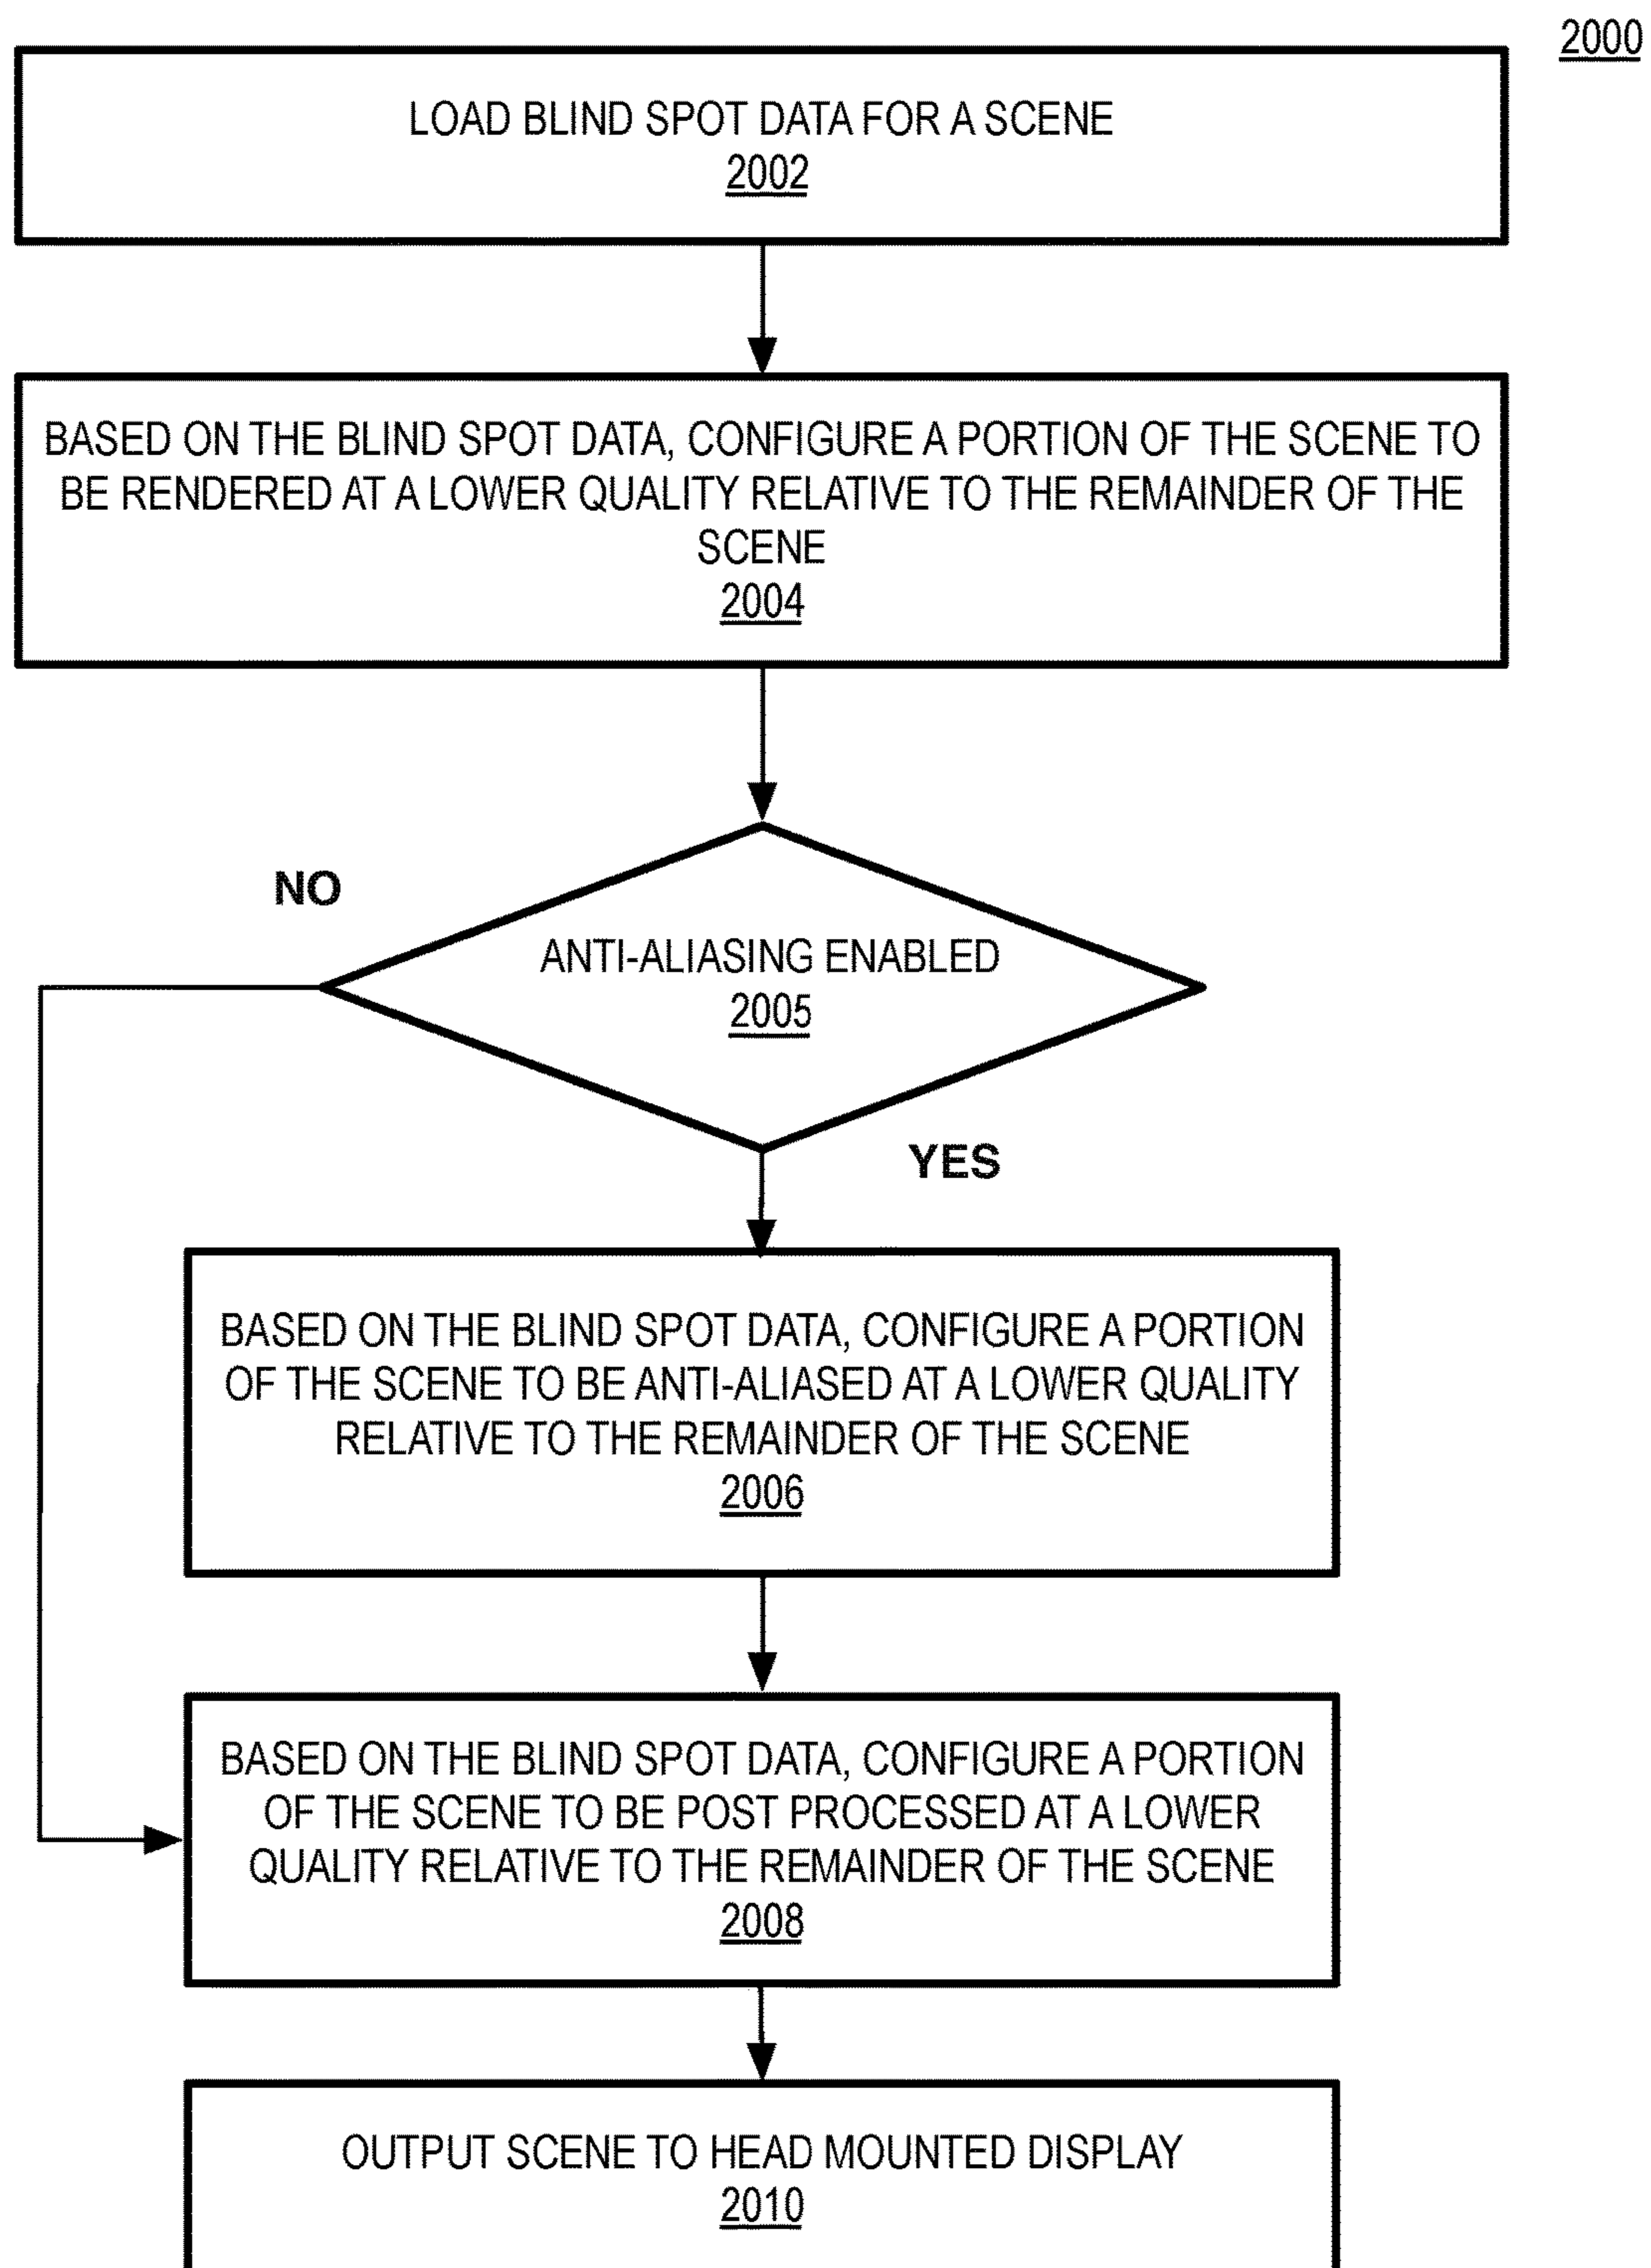 2000
LOAD BLIND SPOT DATA FOR A SCENE
2002
BASED ON THE BLIND SPOT DATA, CONFIGURE A PORTION OF THE SCENE TO
BE RENDERED AT A LOWER QUALITY RELATIVE TO THE REMAINDER OF THE
SCENE
2004
NO
ANTI-ALIASING ENABLED
2005
YES
BASED ON THE BLIND SPOT DATA, CONFIGURE A PORTION
OF THE SCENE TO BE ANTI-ALIASED AT A LOWER QUALITY
RELATIVE TO THE REMAINDER OF THE SCENE
2006
BASED ON THE BLIND SPOT DATA, CONFIGURE A PORTION
OF THE SCENE TO BE POST PROCESSED AT A LOWER
QUALITY RELATIVE TO THE REMAINDER OF THE SCENE
2008
OUTPUT SCENE TO HEAD MOUNTED DISPLAY
2010